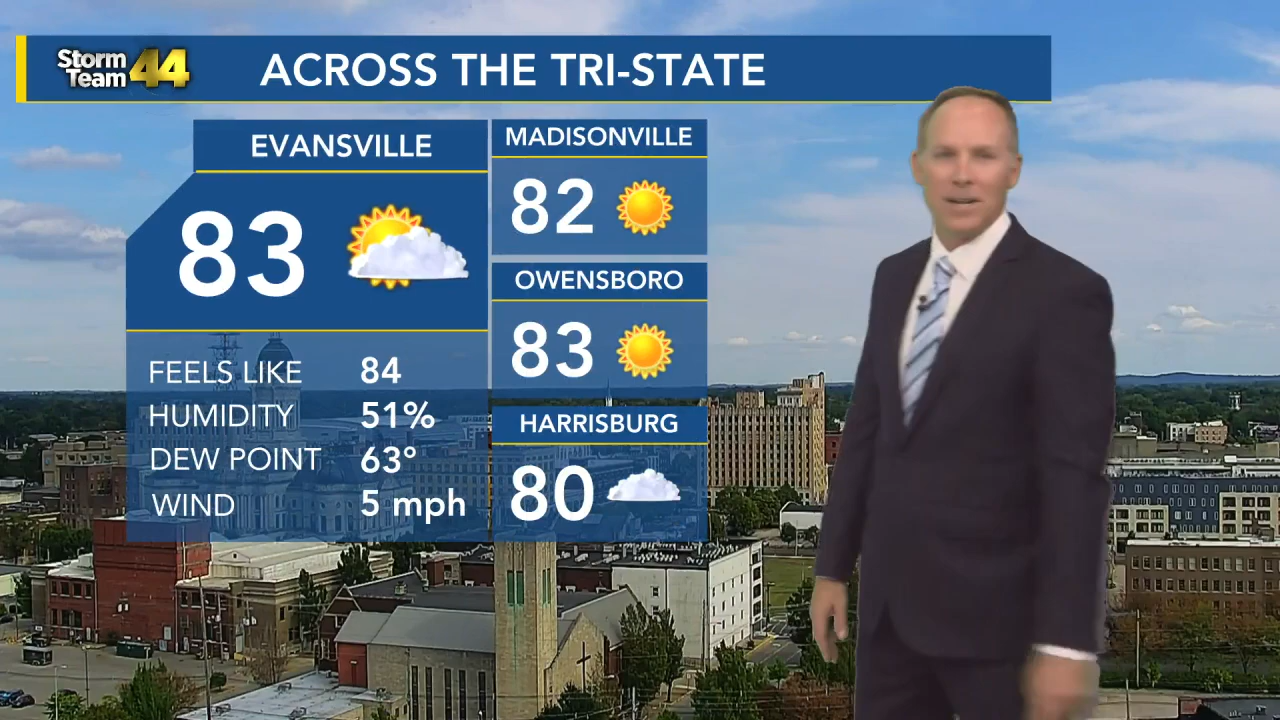 Storm
Team 44
ACROSS THE TRI-STATE
EVANSVILLE
83
FEELS LIKE 84
HUMIDITY 51%
DEW POINT 63°
WIND 5 mph
MADISONVILLE
82
OWENSBORO
83
HARRISBURG
80